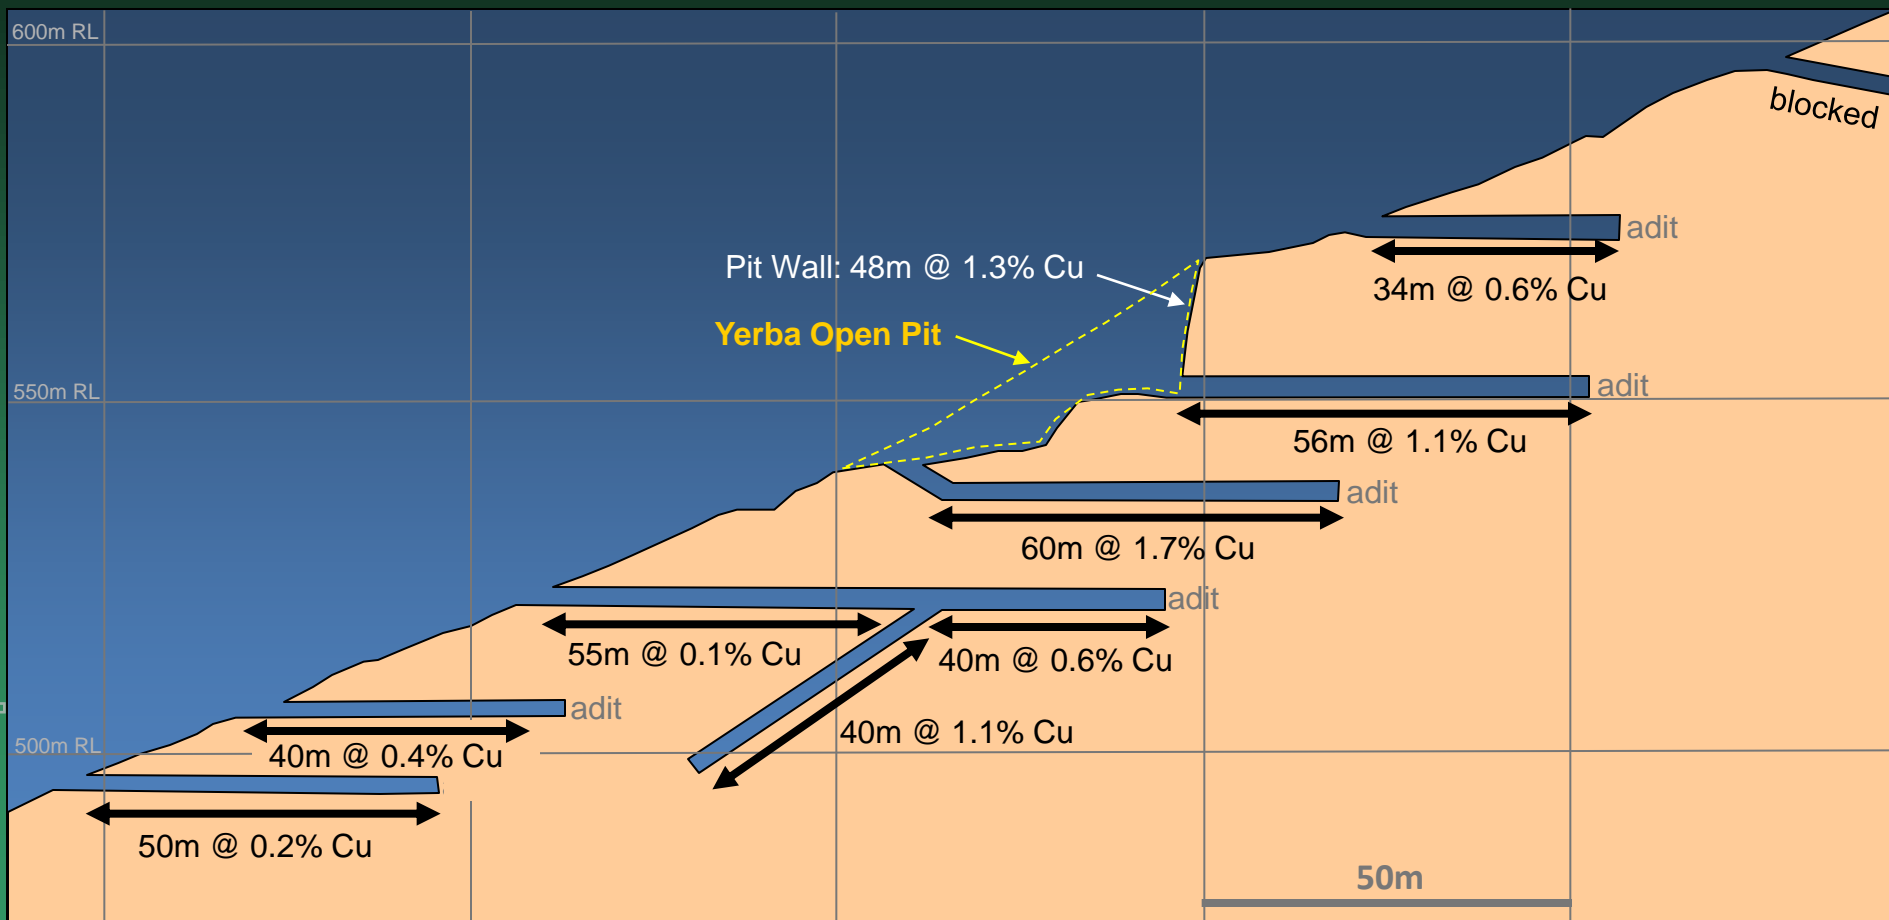 600m RL
blocked
adit
Pit Wall: 48m @ 1.3% Cu
34m @ 0.6% Cu
Yerba Open Pit
550m RL
adit
56m @ 1.1% Cu
adit
60m @ 1.7% Cu
adit
55m @ 0.1% Cu
40m @ 0.6% Cu
adit
40m @ 1.1% Cu
500m RL
40m @ 0.4% Cu
50m @ 0.2% Cu
50m